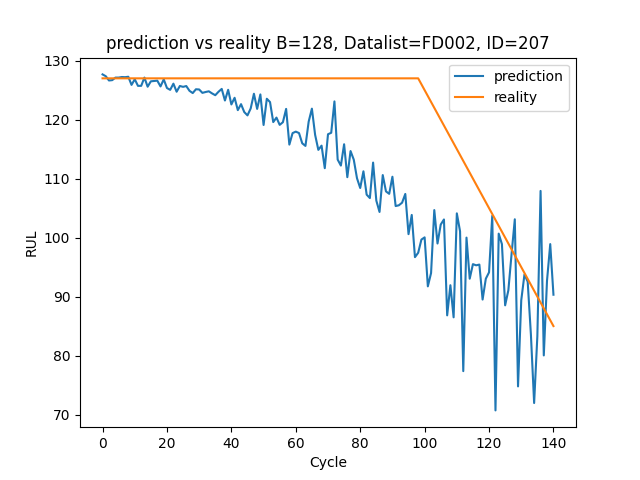 prediction vs reality B=128, Datalist=FD002, ID=207
prediction
reality
130
120
110
100
90
80
70
RUL
0 20 40 60 80 100 120 140
Cycle